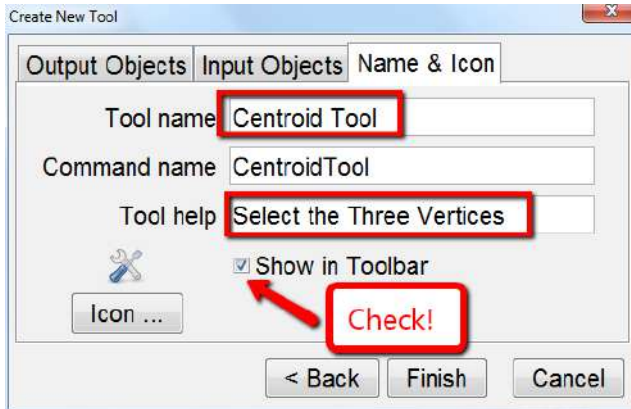 Create New Tool
Output Objects Input Objects Name & Icon
Tool name Centroid Tool
Command name CentroidTool
Tool help Select the Three Vertices
Show in Toolbar
Icon ...
Check!
< Back Finish Cancel